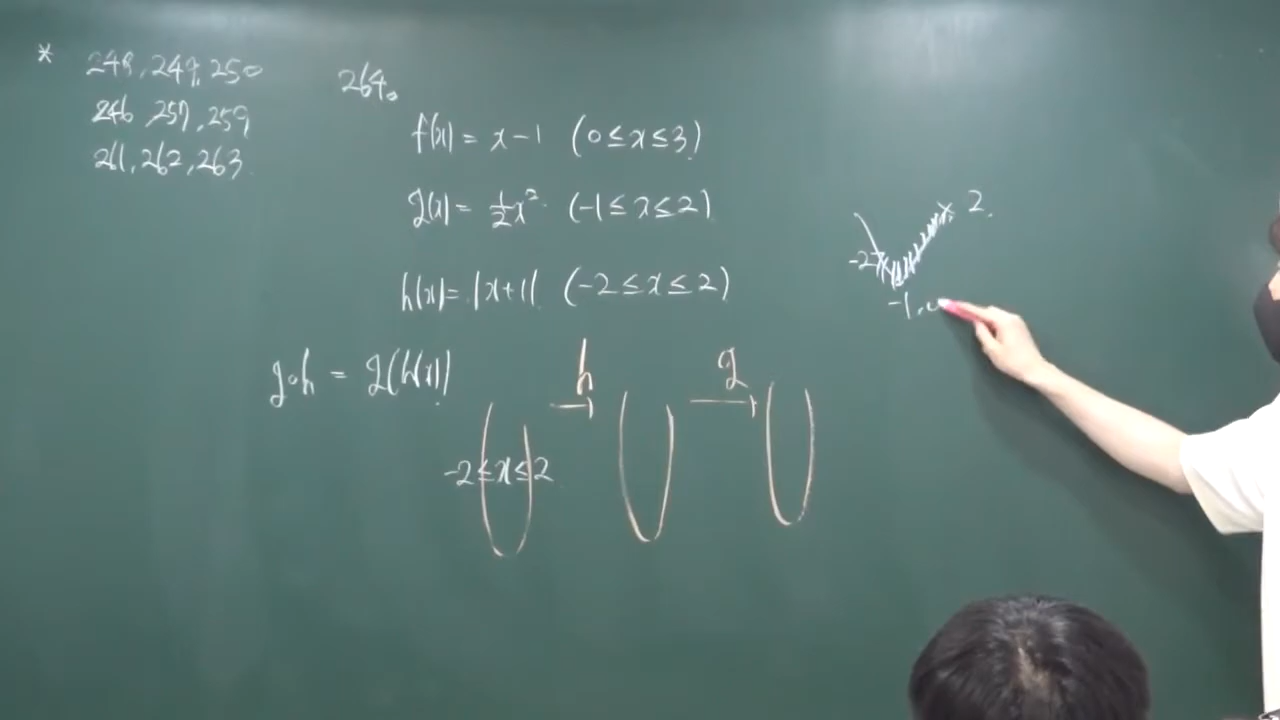 * 248, 249, 250
246, 257, 259
261, 262, 263
264.
f(x) = x - 1 (0 ≤ x ≤ 3)
g(x) = ½x² (-1 ≤ x ≤ 2)
h(x) = |x+1| (-2 ≤ x ≤ 2)
g∘h = g(h(x))
h g
-2 ≤ x ≤ 2
2.
-2
-1,